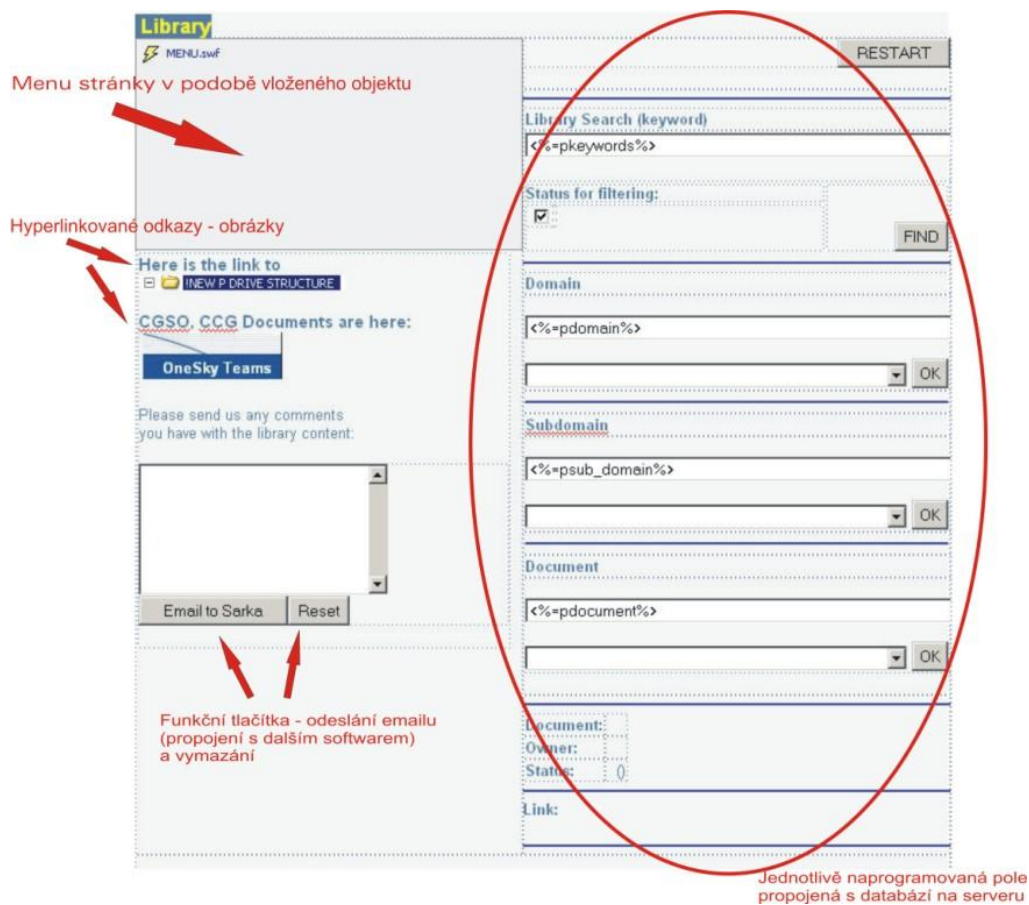 Library
MENU.swf
Menu stránky v podobě vloženého objektu
Hyperlinkované odkazy - obrázky
Here is the link to
!NEW P DRIVE STRUCTURE
CGSO, CCG Documents are here:
OneSky Teams
Please send us any comments
you have with the library content:
Email to Sarka
Reset
Funkční tlačítka - odeslání emailu
(propojení s dalším softwarem)
a vymazání
RESTART
Library Search (keyword)
<%=pkeywords%>
Status for filtering:
FIND
Domain
<%=pdomain%>
OK
Subdomain
<%=psub_domain%>
OK
Document
<%=pdocument%>
OK
Document:
Owner:
Status: ()
Link:
Jednotlivě naprogramovaná pole
propojená s databází na serveru